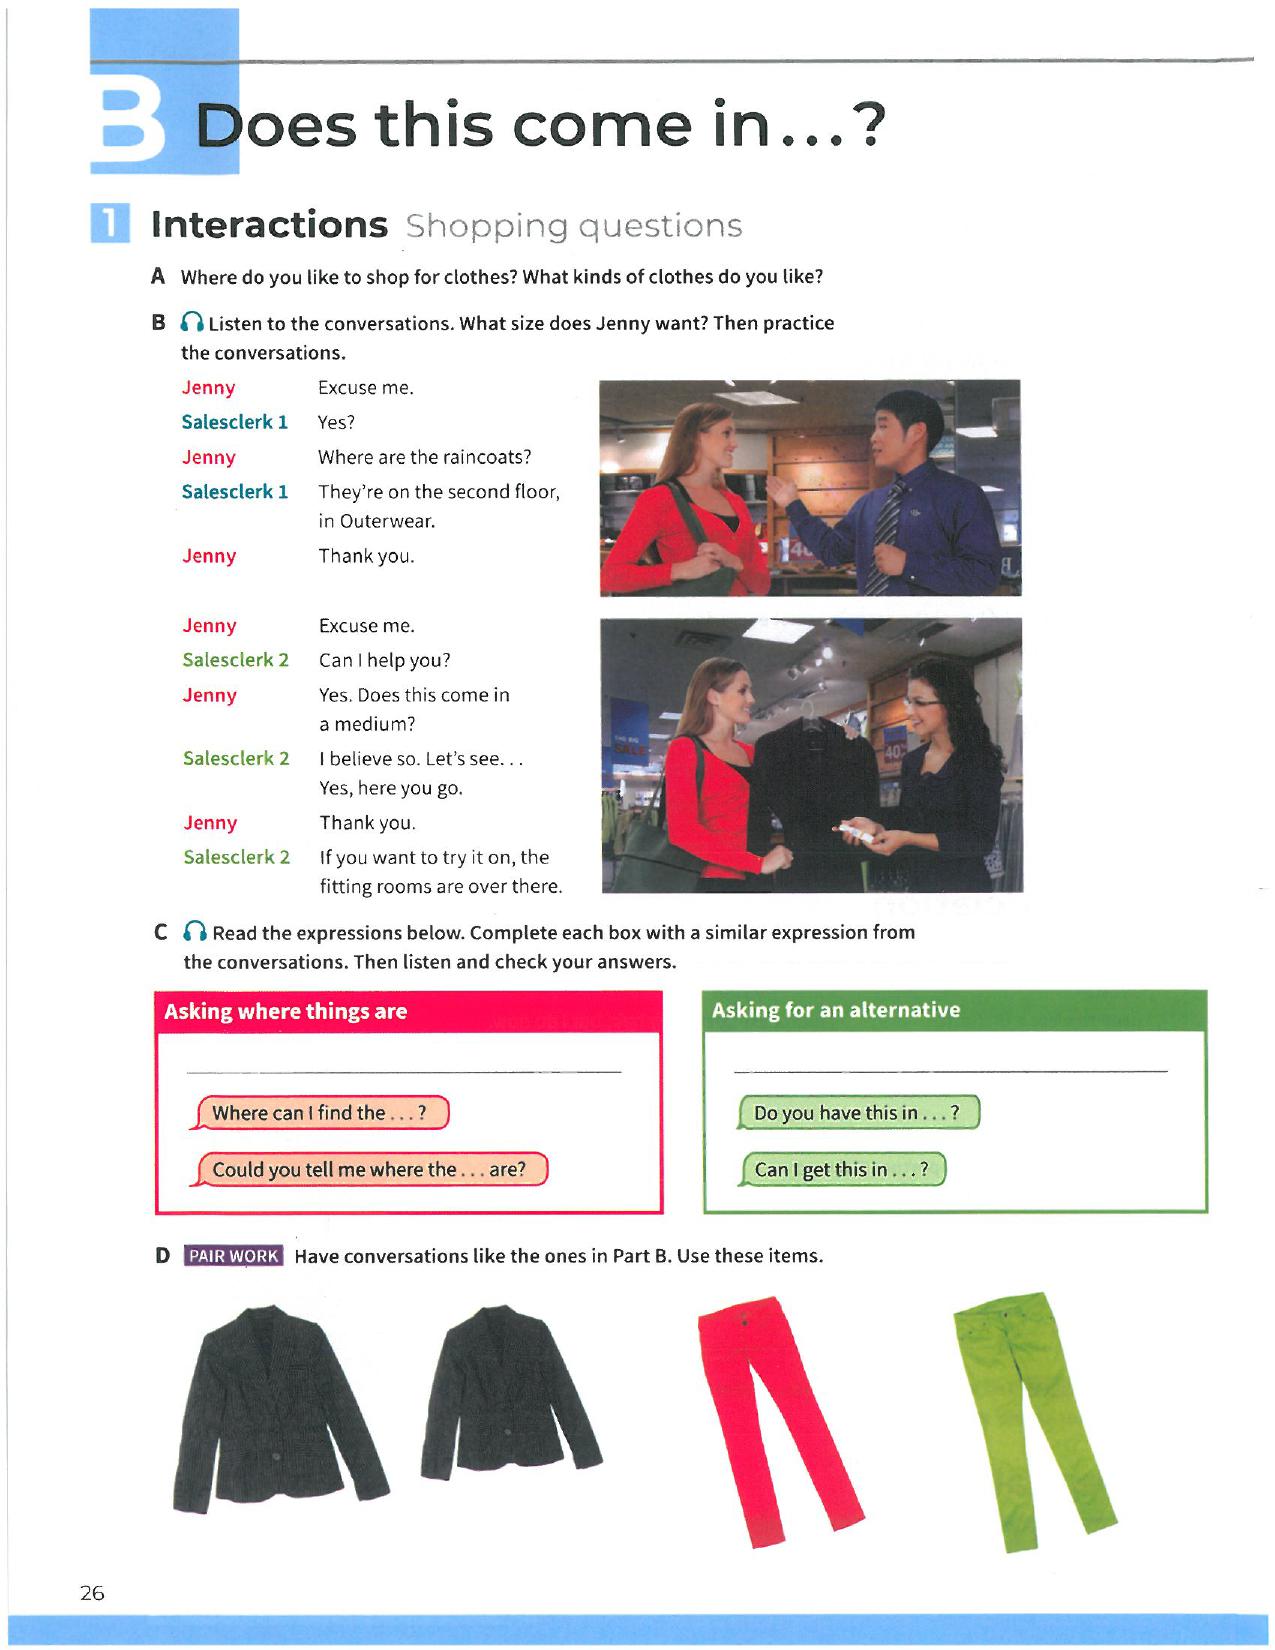 B Does this come in...?
1 Interactions Shopping questions
A Where do you like to shop for clothes? What kinds of clothes do you like?
B Listen to the conversations. What size does Jenny want? Then practice
the conversations.
Jenny Excuse me.
Salesclerk 1 Yes?
Jenny Where are the raincoats?
Salesclerk 1 They're on the second floor,
in Outerwear.
Jenny Thank you.
Jenny Excuse me.
Salesclerk 2 Can I help you?
Jenny Yes. Does this come in
a medium?
Salesclerk 2 I believe so. Let's see...
Yes, here you go.
Jenny Thank you.
Salesclerk 2 If you want to try it on, the
fitting rooms are over there.
SALE
40
C Read the expressions below. Complete each box with a similar expression from
the conversations. Then listen and check your answers.
Asking where things are
Where can I find the...?
Could you tell me where the...are?
Asking for an alternative
Do you have this in...?
Can I get this in...?
D PAIR WORK Have conversations like the ones in Part B. Use these items.
26